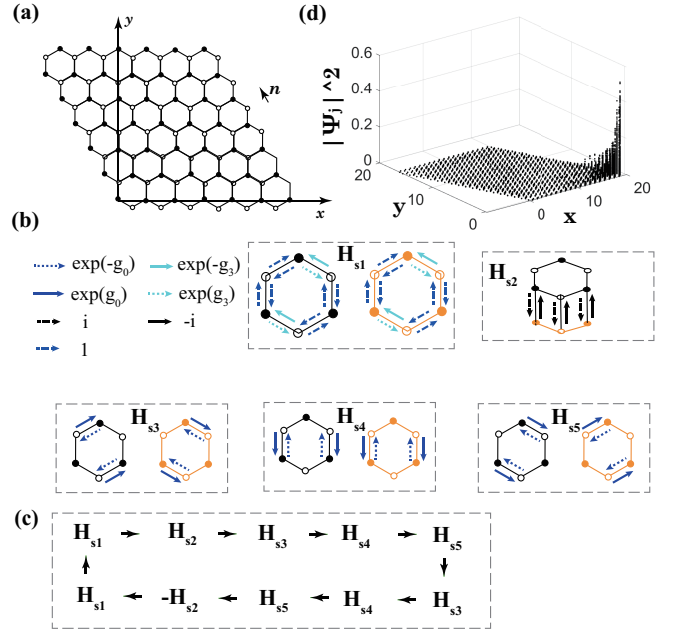 (a)
y
n
x
(d)
|Ψj|^2
0.6
0.4
0.2
0
20
10
0
y
0
10
20
x
(b)
exp(-g0) exp(-g3)
exp(g0) exp(g3)
i -i
1
Hs1
Hs2
Hs3
Hs4
Hs5
(c)
Hs1 Hs2 Hs3 Hs4 Hs5
Hs1 -Hs2 Hs5 Hs4 Hs3